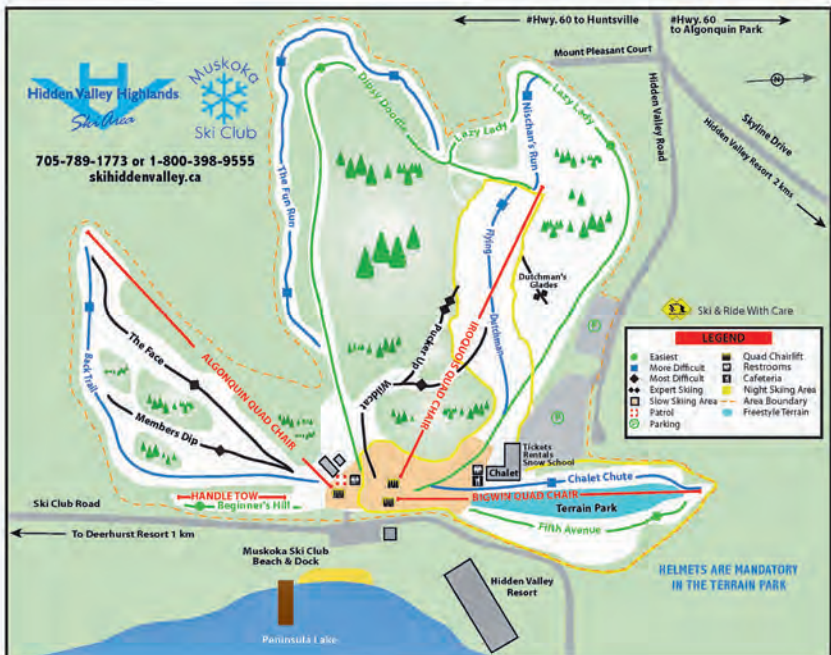 #Hwy. 60 to Huntsville
#Hwy. 60
to Algonquin Park
Mount Pleasant Court
N
Hidden Valley Road
Skyline Drive
Hidden Valley Resort 2 kms
Hidden Valley Highlands
Ski Area
Muskoka
Ski Club
705-789-1773 or 1-800-398-9555
skihiddenvalley.ca
The Fun Run
Dipsy Doodle
Lazy Lady
Nischan's Run
Lazy Lady
Flying
Dutchman
Dutchman's
Glades
Pucker Up
Wildcat
IROQUOIS QUAD CHAIR
ALGONQUIN QUAD CHAIR
The Face
Back Trail
Members Dip
HANDLE TOW
Beginner's Hill
Ski Club Road
To Deerhurst Resort 1 km
P
P
Ski & Ride With Care
LEGEND
Easiest
More Difficult
Most Difficult
Expert Skiing
Slow Skiing Area
Patrol
P Parking
Quad Chairlift
Restrooms
Cafeteria
Night Skiing Area
Area Boundary
Freestyle Terrain
Tickets
Rentals
Snow School
Chalet
Chalet Chute
BIGWIN QUAD CHAIR
Terrain Park
Fifth Avenue
Muskoka Ski Club
Beach & Dock
Hidden Valley
Resort
Peninsula Lake
HELMETS ARE MANDATORY
IN THE TERRAIN PARK